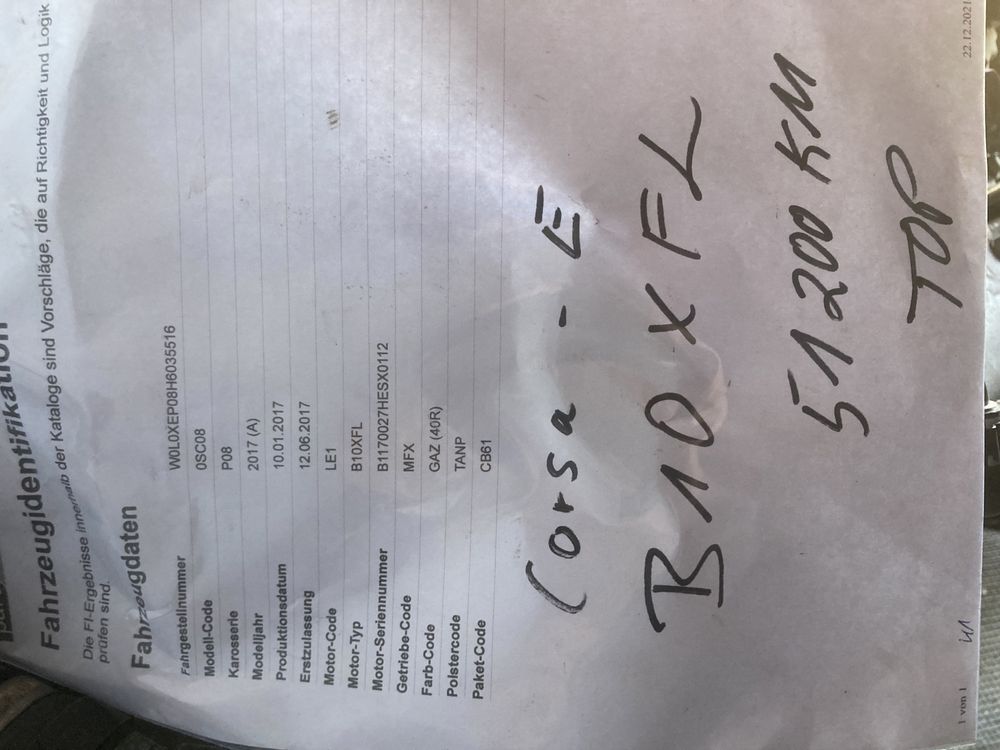 Fahrzeugidentifikation
Die FI-Ergebnisse innerhalb der Kataloge sind Vorschläge, die auf Richtigkeit und Logik
prüfen sind.
Fahrzeugdaten
Fahrgestellnummer W0L0XEP08H6035516
Modell-Code 0SC08
Karosserie P08
Modelljahr 2017 (A)
Produktionsdatum 10.01.2017
Erstzulassung 12.06.2017
Motor-Code LE1
Motor-Typ B10XFL
Motor-Seriennummer B1170027HESX0112
Getriebe-Code MFX
Farb-Code GAZ (40R)
Polstercode TANP
Paket-Code CB61
Corsa - E
B10XFL
51200 KM
TOP
1 von 1
22.12.2021